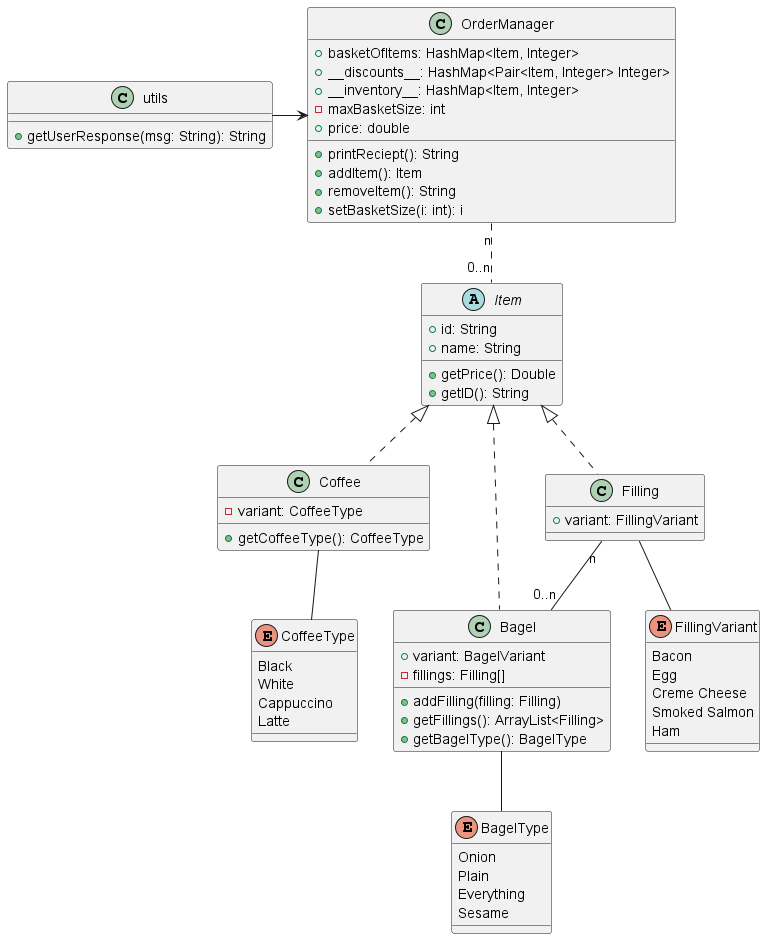 C OrderManager
basketOfItems: HashMap<Item, Integer>
__discounts__: HashMap<Pair<Item, Integer> Integer>
__inventory__: HashMap<Item, Integer>
maxBasketSize: int
price: double
printReciept(): String
addItem(): Item
removeItem(): String
setBasketSize(i: int): i
C utils
getUserResponse(msg: String): String
n
0..n
A Item
id: String
name: String
getPrice(): Double
getID(): String
C Coffee
variant: CoffeeType
getCoffeeType(): CoffeeType
C Filling
variant: FillingVariant
n
0..n
E CoffeeType
Black
White
Cappuccino
Latte
C Bagel
variant: BagelVariant
fillings: Filling[]
addFilling(filling: Filling)
getFillings(): ArrayList<Filling>
getBagelType(): BagelType
E FillingVariant
Bacon
Egg
Creme Cheese
Smoked Salmon
Ham
E BagelType
Onion
Plain
Everything
Sesame